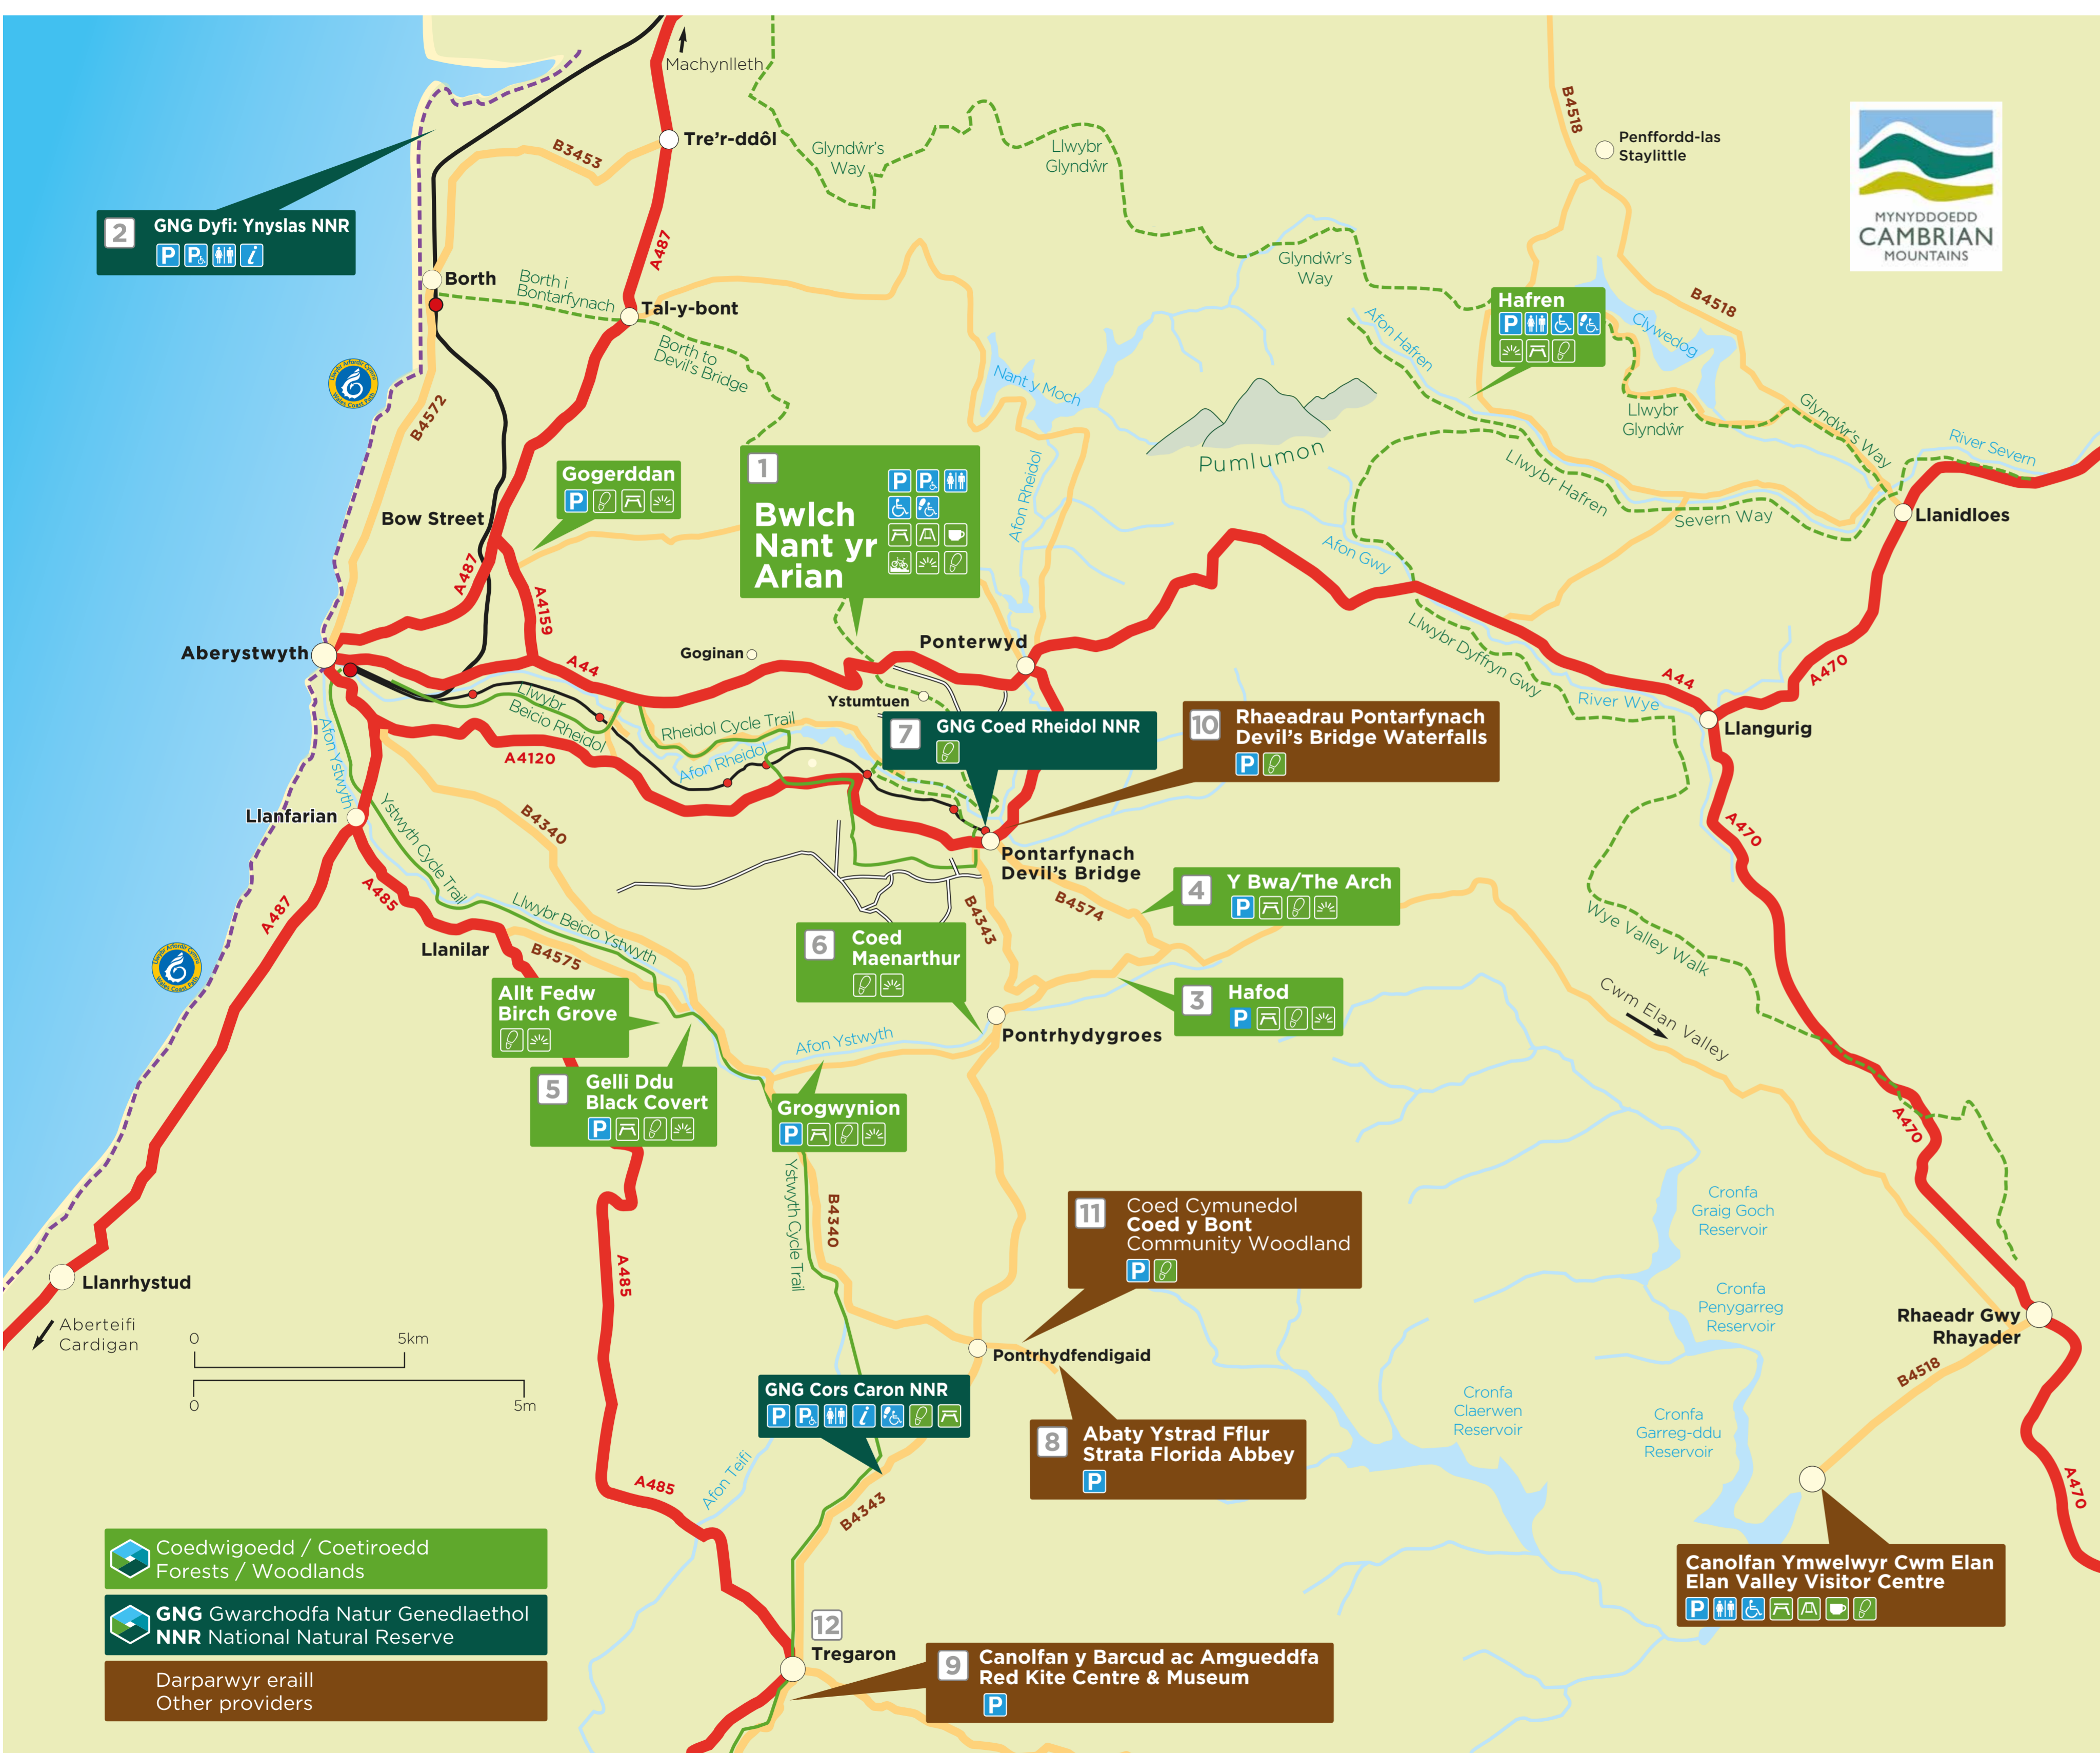 Machynlleth
Tre'r-ddôl
B3453
Glyndŵr's
Way
Llwybr
Glyndŵr
B4518
Penffordd-las
Staylittle
MYNYDDOEDD
CAMBRIAN
MOUNTAINS
2
GNG Dyfi: Ynyslas NNR
P P i
A487
Borth
Borth i
Bontarfynach
Tal-y-bont
Borth to
Devil's Bridge
Glyndŵr's
Way
Hafren
P
Afon Hafren
Clywedog
B4518
Nant y Moch
Llwybr
Glyndŵr
Glyndŵr's Way
River Severn
Llwybr Arfordir Cymru
Wales Coast Path
B4572
Pumlumon
Llwybr Hafren
Severn Way
Llanidloes
Gogerddan
P
Bow Street
1
Bwlch
Nant yr
Arian
P P
Afon Rheidol
Afon Gwy
A487
A4159
Aberystwyth
A44
Goginan
Ponterwyd
Ystumtuen
Llwybr Dyffryn Gwy
A44
A470
River Wye
Llangurig
Llwybr
Beicio Rheidol
Rheidol Cycle Trail
Afon Rheidol
A4120
7
GNG Coed Rheidol NNR
10
Rhaeadrau Pontarfynach
Devil's Bridge Waterfalls
P
Afon Ystwyth
Llanfarian
Ystwyth Cycle Trail
B4340
Pontarfynach
Devil's Bridge
A470
A487
A485
Llwybr Beicio Ystwyth
B4343
B4574
4
Y Bwa/The Arch
P
Wye Valley Walk
Llwybr Arfordir Cymru
Wales Coast Path
Llanilar
B4575
6
Coed
Maenarthur
Allt Fedw
Birch Grove
3
Hafod
P
Cwm Elan Valley
Pontrhydygroes
Afon Ystwyth
5
Gelli Ddu
Black Covert
P
Grogwynion
P
A470
Ystwyth Cycle Trail
B4340
A485
11
Coed Cymunedol
Coed y Bont
Community Woodland
P
Cronfa
Graig Goch
Reservoir
Llanrhystud
Aberteifi
Cardigan
0 5km
0 5m
Cronfa
Penygarreg
Reservoir
Rhaeadr Gwy
Rhayader
Pontrhydfendigaid
B4518
GNG Cors Caron NNR
P P i
Cronfa
Claerwen
Reservoir
Cronfa
Garreg-ddu
Reservoir
8
Abaty Ystrad Fflur
Strata Florida Abbey
P
A470
A485
Afon Teifi
B4343
Coedwigoedd / Coetiroedd
Forests / Woodlands
GNG Gwarchodfa Natur Genedlaethol
NNR National Natural Reserve
Darparwyr eraill
Other providers
Canolfan Ymwelwyr Cwm Elan
Elan Valley Visitor Centre
P
12
Tregaron
9
Canolfan y Barcud ac Amgueddfa
Red Kite Centre & Museum
P